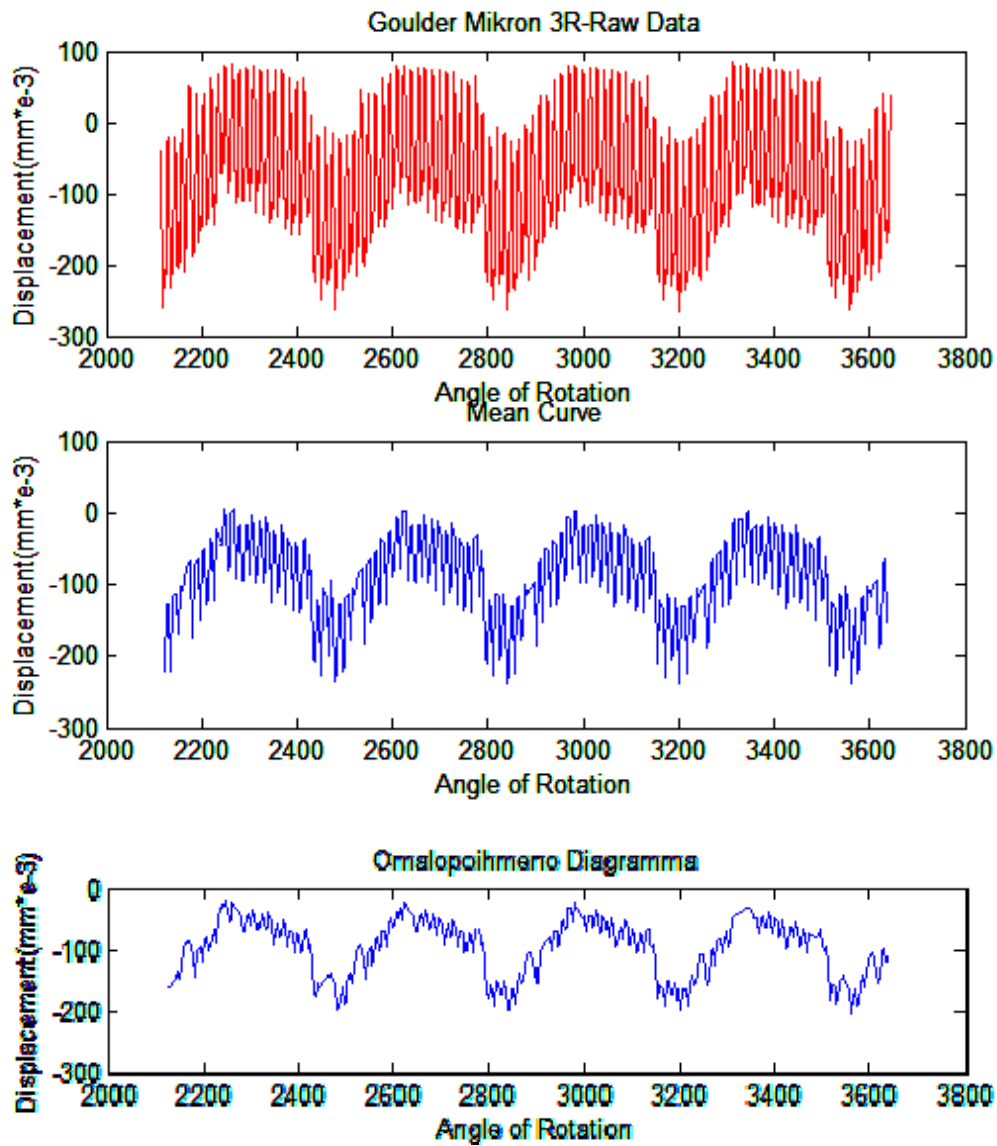 Goulder Mikron 3R-Raw Data
Displacement(mm*e-3)
100
0
-100
-200
-300
2000 2200 2400 2600 2800 3000 3200 3400 3600 3800
Angle of Rotation
Mean Curve
Displacement(mm*e-3)
100
0
-100
-200
-300
2000 2200 2400 2600 2800 3000 3200 3400 3600 3800
Angle of Rotation
Omalopoihmeno Diagramma
Displacement(mm*e-3)
0
-100
-200
-300
2000 2200 2400 2600 2800 3000 3200 3400 3600 3800
Angle of Rotation